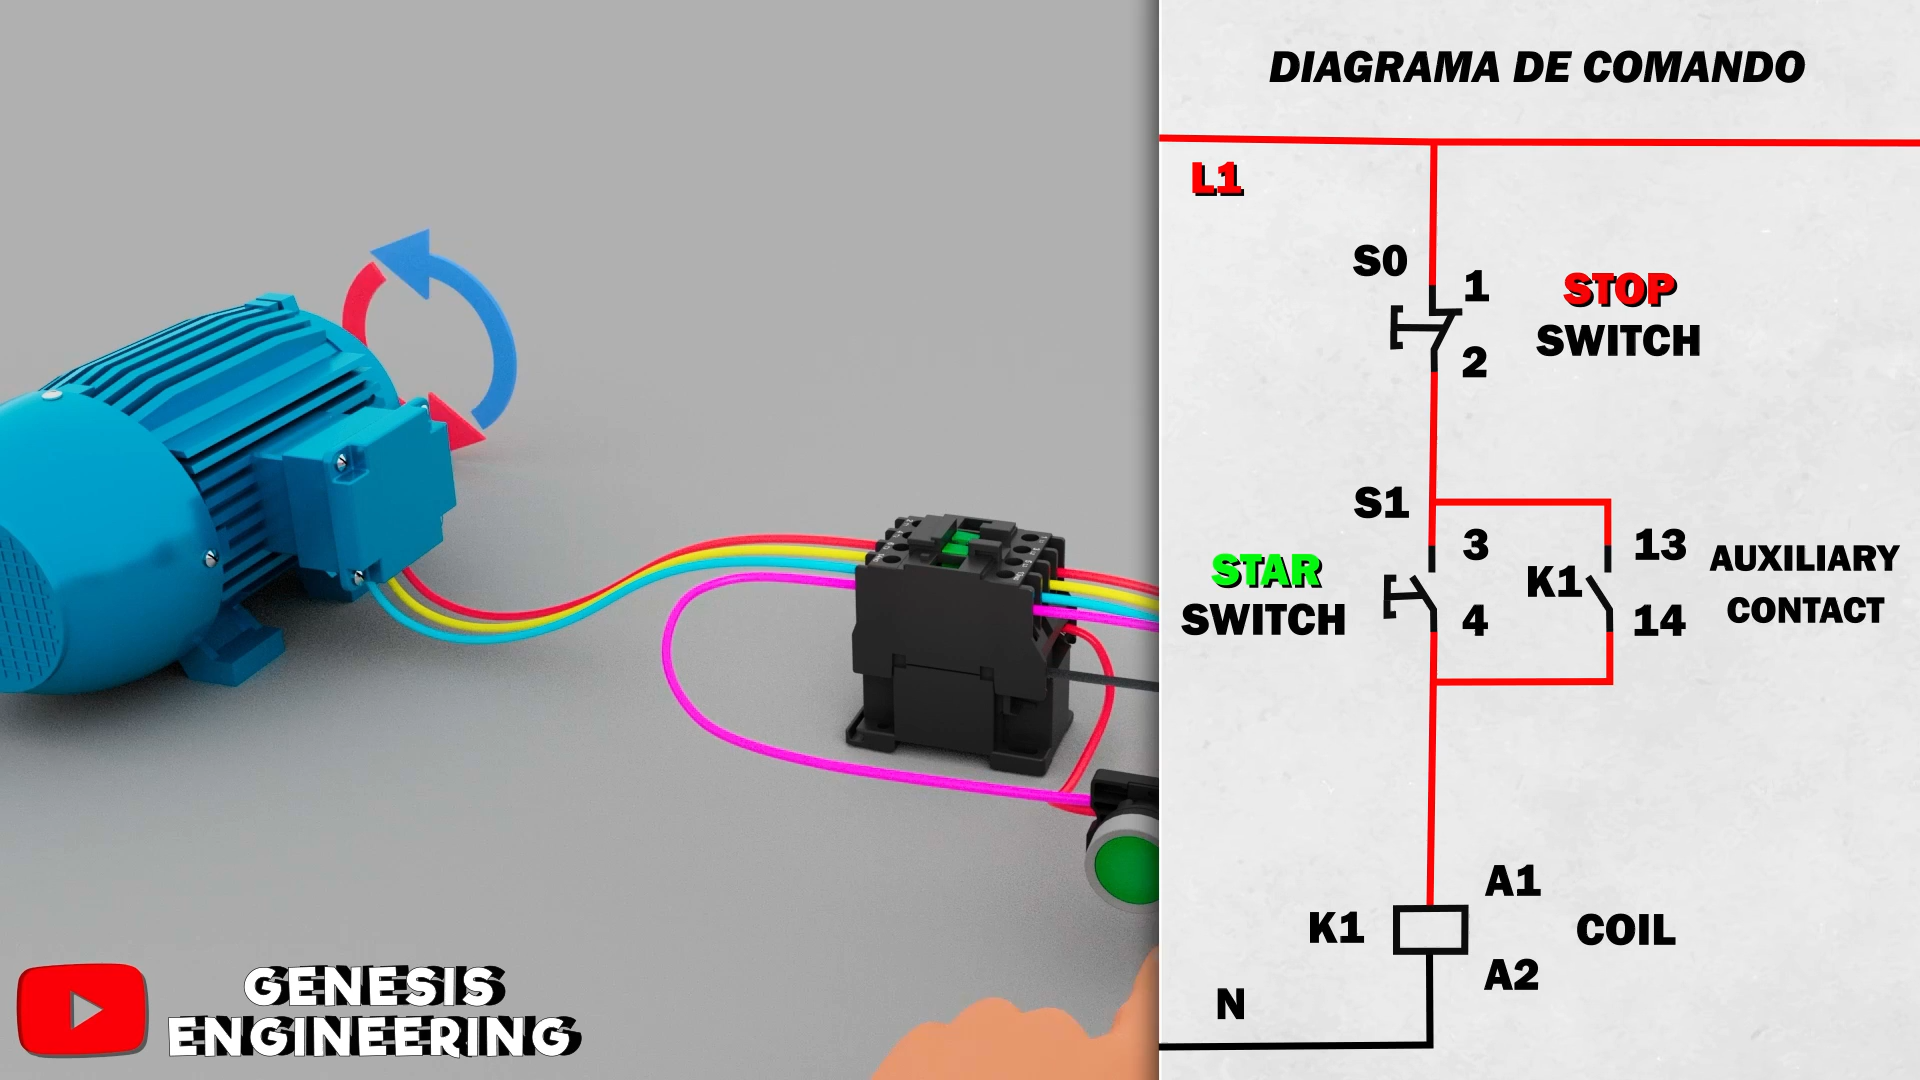 DIAGRAMA DE COMANDO
L1
S0
1
STOP
SWITCH
2
S1
3
13
AUXILIARY
CONTACT
STAR
SWITCH
K1
4
14
A1
K1
COIL
A2
N
GENESIS
ENGINEERING